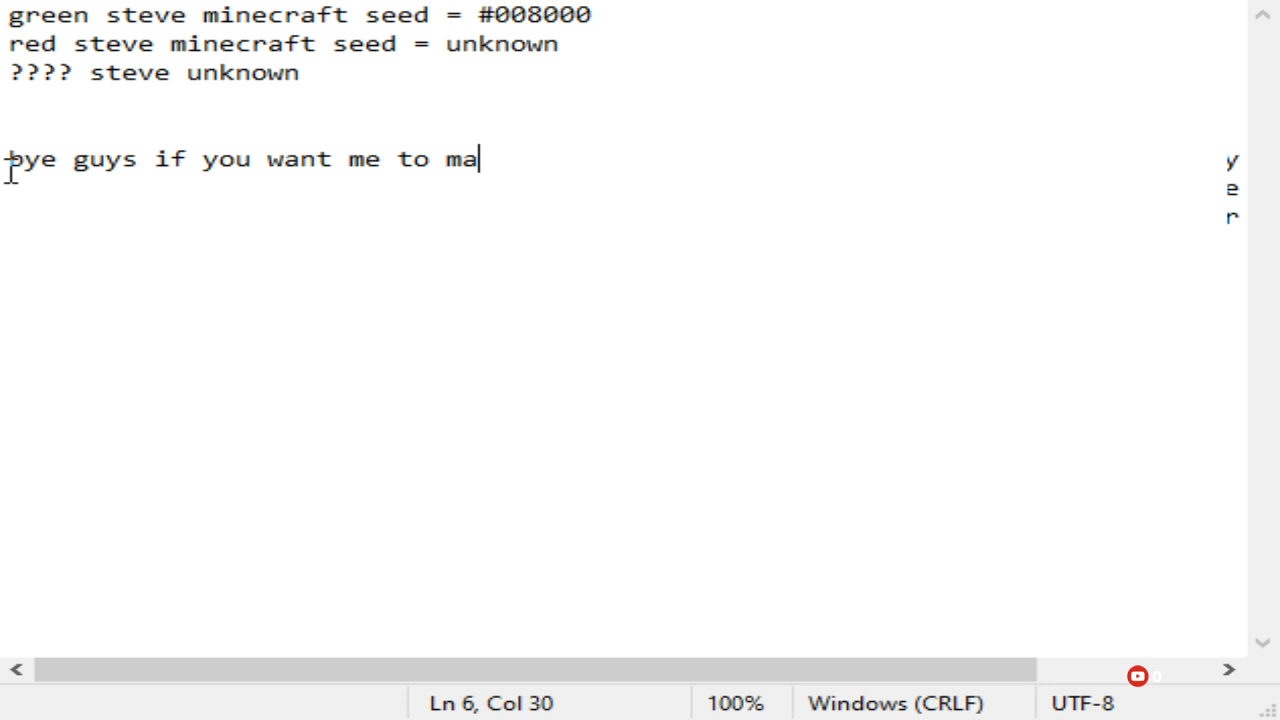 green steve minecraft seed = #008000
red steve minecraft seed = unknown
???? steve unknown
bye guys if you want me to ma
y
e
r
Ln 6, Col 30 100% Windows (CRLF) UTF-8
0